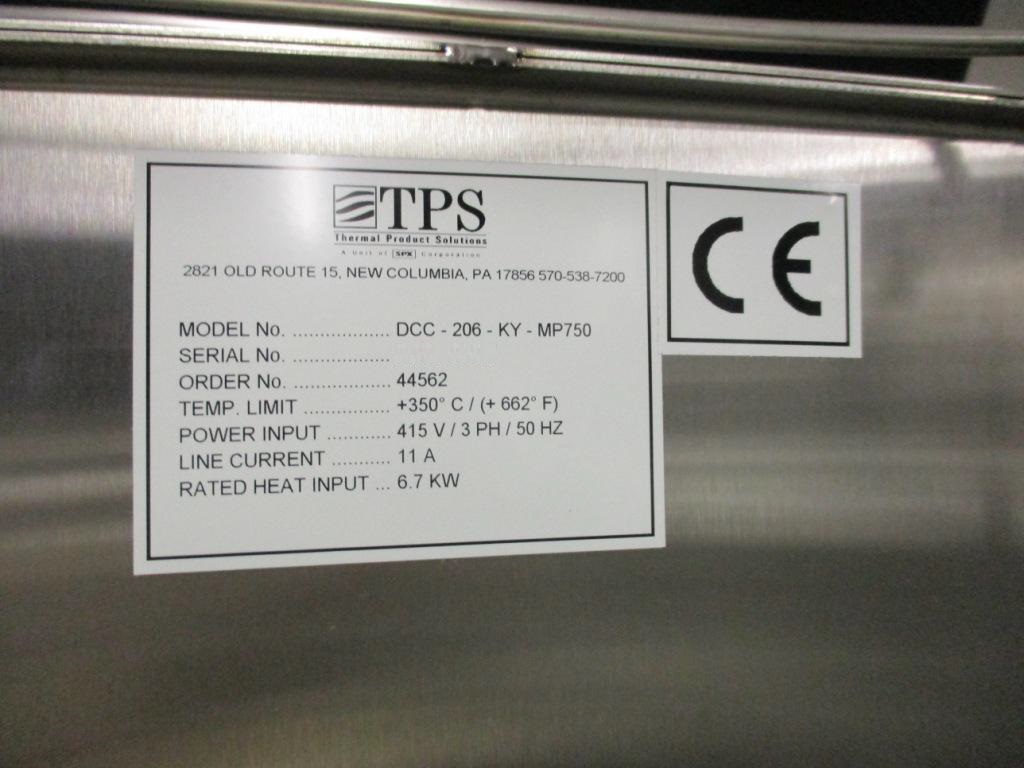 TPS
Thermal Product Solutions
A Unit of SPX Corporation
2821 OLD ROUTE 15, NEW COLUMBIA, PA 17856 570-538-7200
MODEL No. ................. DCC - 206 - KY - MP750
SERIAL No. .................
ORDER No. ................. 44562
TEMP. LIMIT ............... +350° C / (+ 662° F)
POWER INPUT ........... 415 V / 3 PH / 50 HZ
LINE CURRENT .......... 11 A
RATED HEAT INPUT ... 6.7 KW
CE